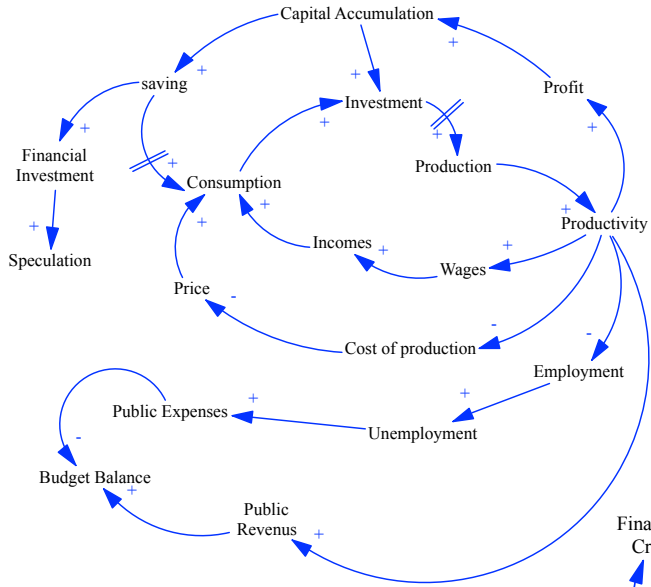 Capital Accumulation
+
+
+
saving
Investment
Profit
+
+
+
+
Financial
Investment
+
Production
Consumption
+
+
+
+
Productivity
Speculation
Incomes
+
+
Wages
Price
-
-
-
Cost of production
Employment
+
+
Public Expenses
Unemployment
-
Budget Balance
+
Public
Revenus
+